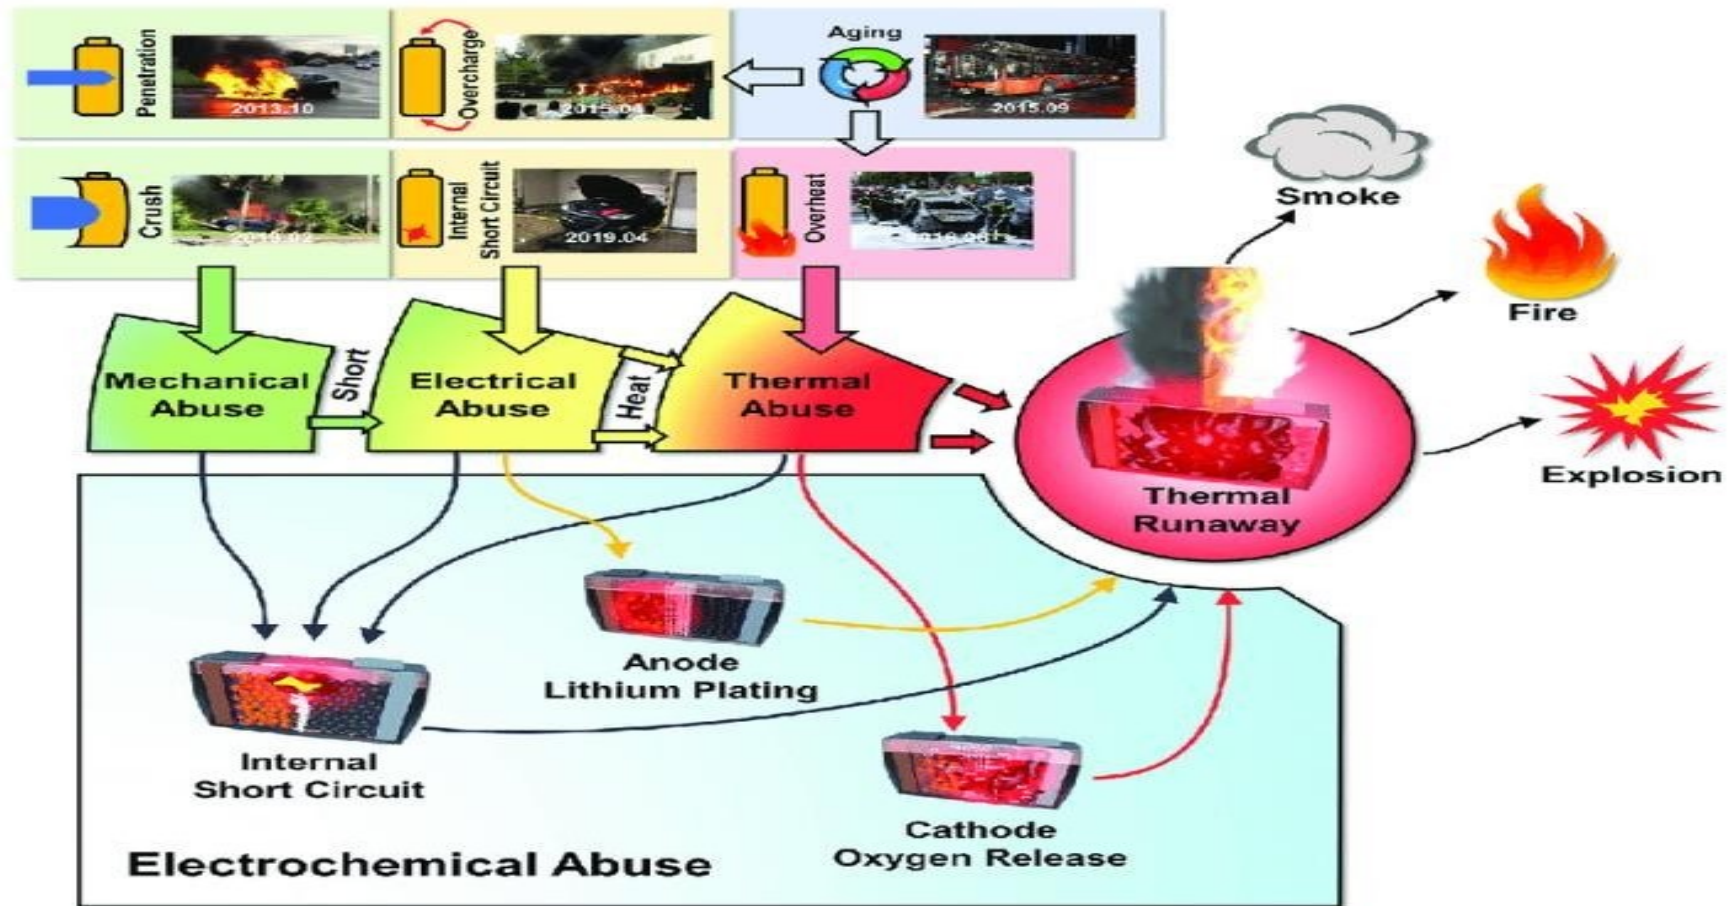 Penetration
2013.10
Overcharge
Aging
2015.09
Crush
Internal
Short Circuit
2019.04
Overheat
Smoke
Fire
Explosion
Mechanical
Abuse
Short
Electrical
Abuse
Heat
Thermal
Abuse
Thermal
Runaway
Anode
Lithium Plating
Internal
Short Circuit
Cathode
Oxygen Release
Electrochemical Abuse